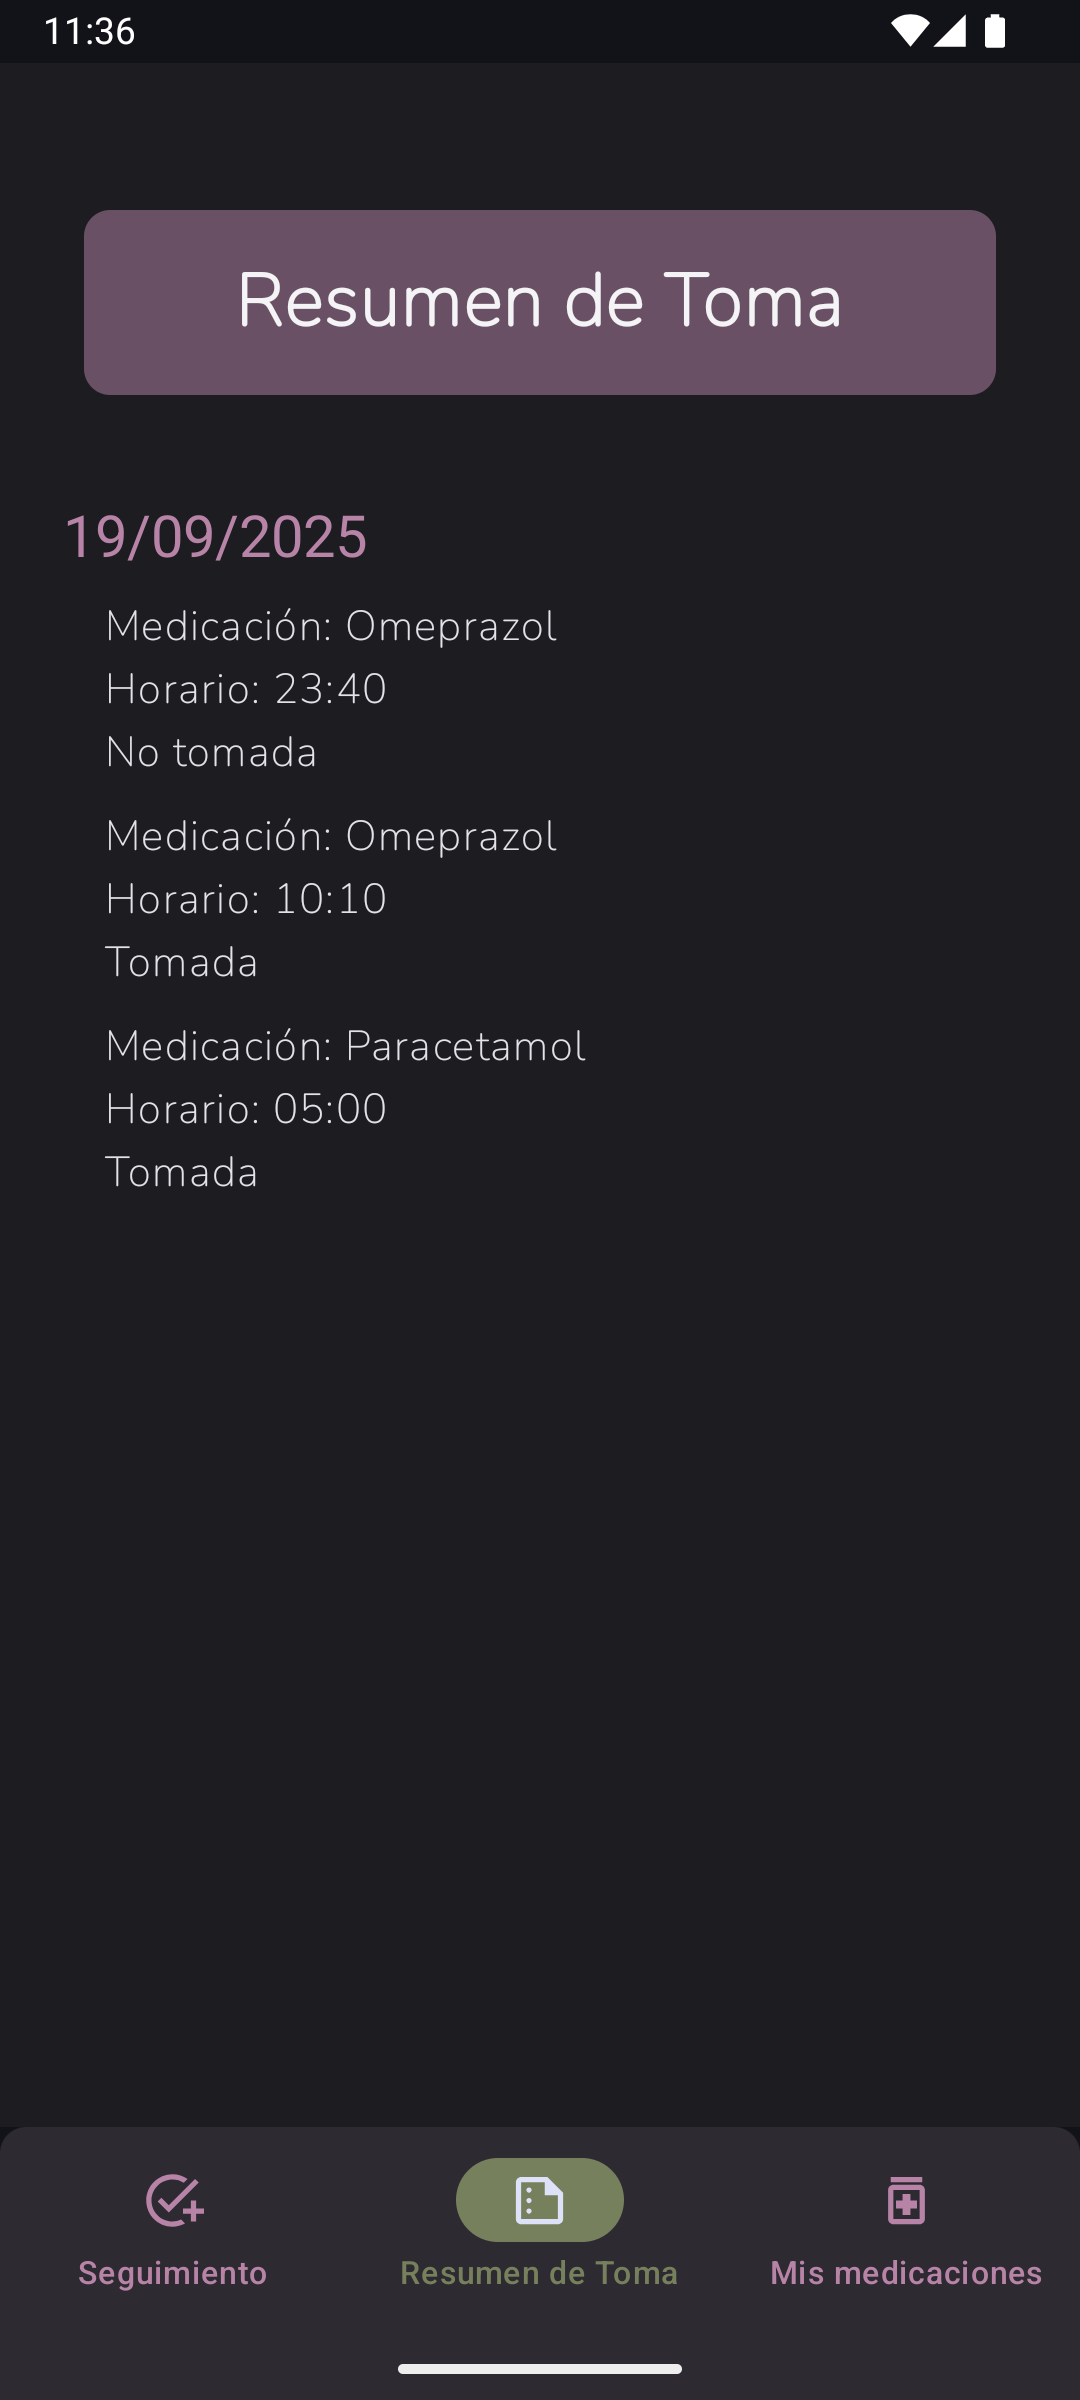 11:36
Resumen de Toma
19/09/2025
Medicación: Omeprazol
Horario: 23:40
No tomada
Medicación: Omeprazol
Horario: 10:10
Tomada
Medicación: Paracetamol
Horario: 05:00
Tomada
Seguimiento
Resumen de Toma
Mis medicaciones